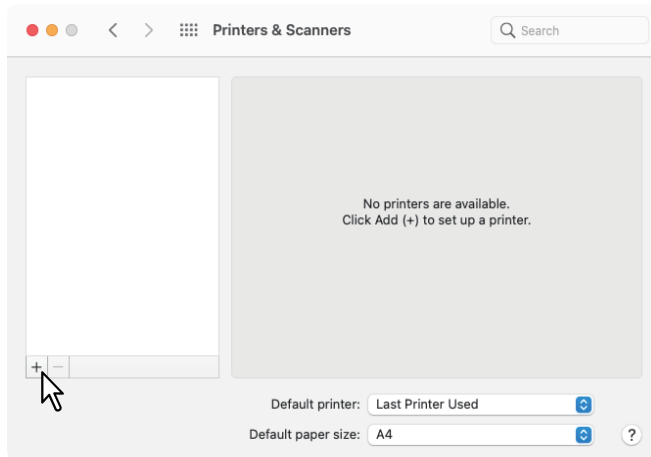 Printers & Scanners
Search
No printers are available.
Click Add (+) to set up a printer.
+ −
Default printer: Last Printer Used
Default paper size: A4
?